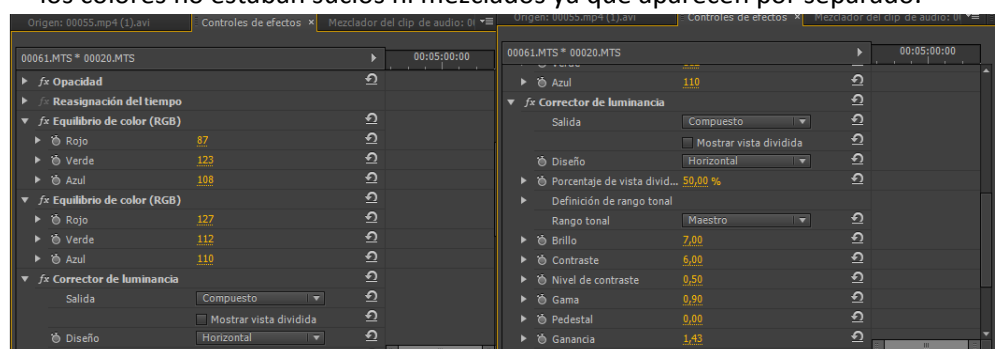 los colores no estaban sucios ni mezclados ya que aparecen por separado.
Origen: 00055.mp4 (1).avi Controles de efectos × Mezclador del clip de audio: 0(
00061.MTS * 00020.MTS 00:05:00:00
fx Opacidad
fx Reasignación del tiempo
fx Equilibrio de color (RGB)
Rojo 87
Verde 123
Azul 108
fx Equilibrio de color (RGB)
Rojo 127
Verde 112
Azul 110
fx Corrector de luminancia
Salida Compuesto
Mostrar vista dividida
Diseño Horizontal
Origen: 00055.mp4 (1).avi Controles de efectos × Mezclador del clip de audio: 0(
00061.MTS * 00020.MTS 00:05:00:00
Azul 110
fx Corrector de luminancia
Salida Compuesto
Mostrar vista dividida
Diseño Horizontal
Porcentaje de vista divid... 50,00 %
Definición de rango tonal
Rango tonal Maestro
Brillo 7,00
Contraste 6,00
Nivel de contraste 0,50
Gama 0,90
Pedestal 0,00
Ganancia 1,43